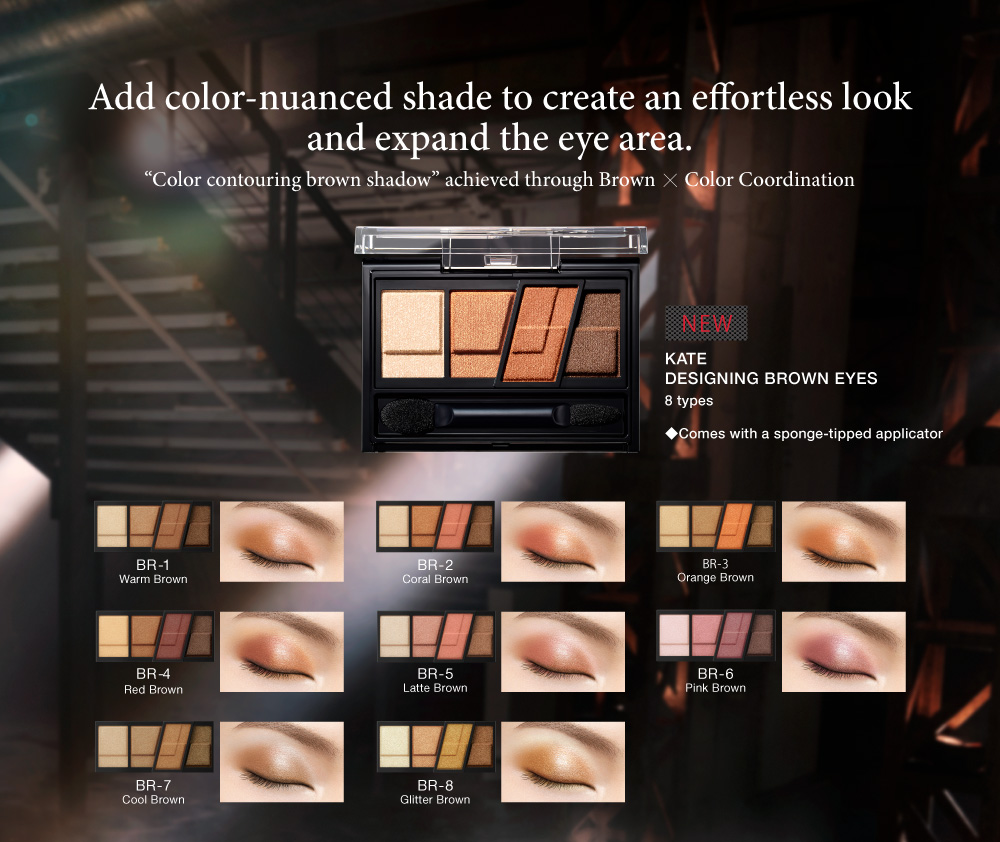 Add color-nuanced shade to create an effortless look
and expand the eye area.
“Color contouring brown shadow” achieved through Brown × Color Coordination
NEW
KATE
DESIGNING BROWN EYES
8 types
◆Comes with a sponge-tipped applicator
BR-1
Warm Brown
BR-2
Coral Brown
BR-3
Orange Brown
BR-4
Red Brown
BR-5
Latte Brown
BR-6
Pink Brown
BR-7
Cool Brown
BR-8
Glitter Brown